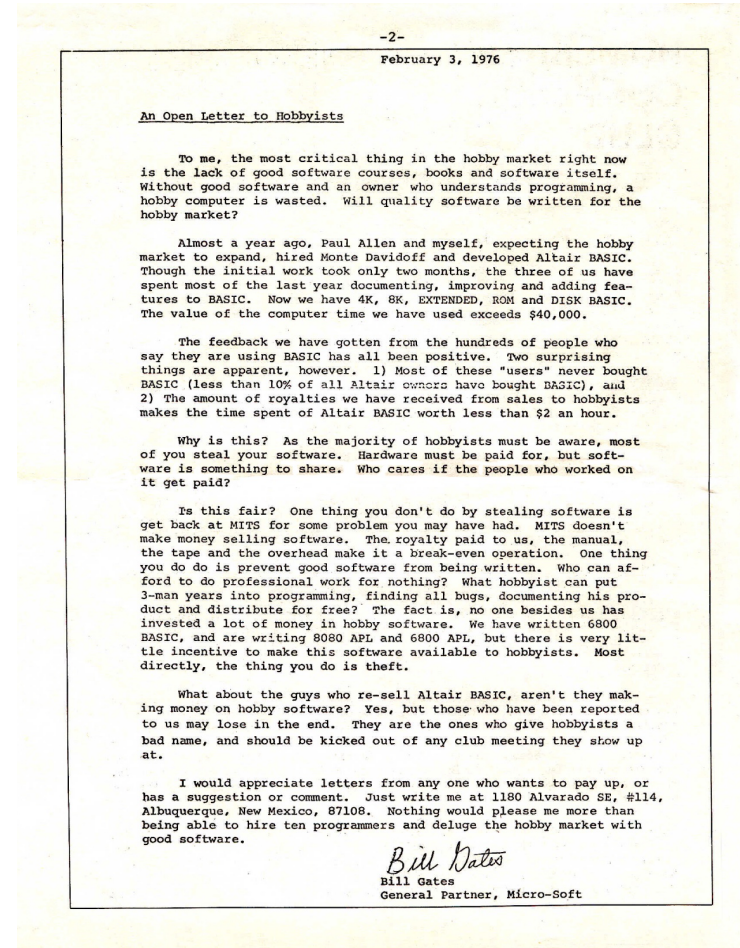 -2-
February 3, 1976
An Open Letter to Hobbyists
To me, the most critical thing in the hobby market right now
is the lack of good software courses, books and software itself.
Without good software and an owner who understands programming, a
hobby computer is wasted. Will quality software be written for the
hobby market?
Almost a year ago, Paul Allen and myself, expecting the hobby
market to expand, hired Monte Davidoff and developed Altair BASIC.
Though the initial work took only two months, the three of us have
spent most of the last year documenting, improving and adding fea-
tures to BASIC. Now we have 4K, 8K, EXTENDED, ROM and DISK BASIC.
The value of the computer time we have used exceeds $40,000.
The feedback we have gotten from the hundreds of people who
say they are using BASIC has all been positive. Two surprising
things are apparent, however. 1) Most of these "users" never bought
BASIC (less than 10% of all Altair owners have bought BASIC), and
2) The amount of royalties we have received from sales to hobbyists
makes the time spent of Altair BASIC worth less than $2 an hour.
Why is this? As the majority of hobbyists must be aware, most
of you steal your software. Hardware must be paid for, but soft-
ware is something to share. Who cares if the people who worked on
it get paid?
Is this fair? One thing you don't do by stealing software is
get back at MITS for some problem you may have had. MITS doesn't
make money selling software. The royalty paid to us, the manual,
the tape and the overhead make it a break-even operation. One thing
you do do is prevent good software from being written. Who can af-
ford to do professional work for nothing? What hobbyist can put
3-man years into programming, finding all bugs, documenting his pro-
duct and distribute for free? The fact is, no one besides us has
invested a lot of money in hobby software. We have written 6800
BASIC, and are writing 8080 APL and 6800 APL, but there is very lit-
tle incentive to make this software available to hobbyists. Most
directly, the thing you do is theft.
What about the guys who re-sell Altair BASIC, aren't they mak-
ing money on hobby software? Yes, but those who have been reported
to us may lose in the end. They are the ones who give hobbyists a
bad name, and should be kicked out of any club meeting they show up
at.
I would appreciate letters from any one who wants to pay up, or
has a suggestion or comment. Just write me at 1180 Alvarado SE, #114,
Albuquerque, New Mexico, 87108. Nothing would please me more than
being able to hire ten programmers and deluge the hobby market with
good software.
Bill Gates
Bill Gates
General Partner, Micro-Soft